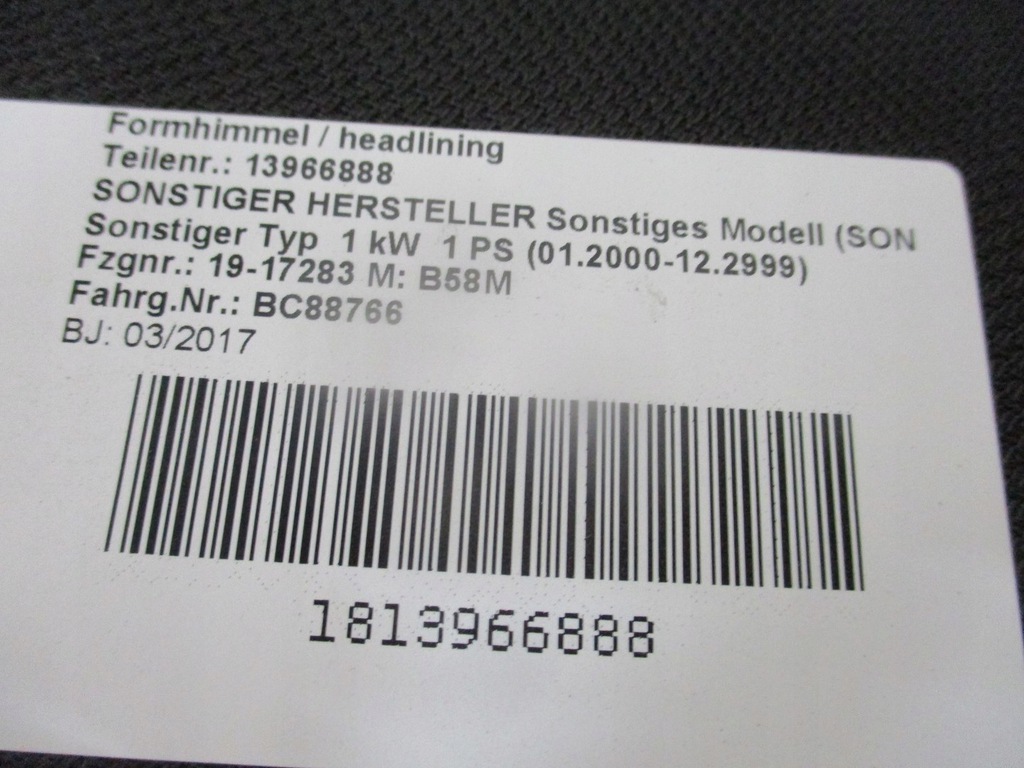 Formhimmel / headlining
Teilenr.: 13966888
SONSTIGER HERSTELLER Sonstiges Modell (SON
Sonstiger Typ 1 kW 1 PS (01.2000-12.2999)
Fzgnr.: 19-17283 M: B58M
Fahrg.Nr.: BC88766
BJ: 03/2017
1813966888